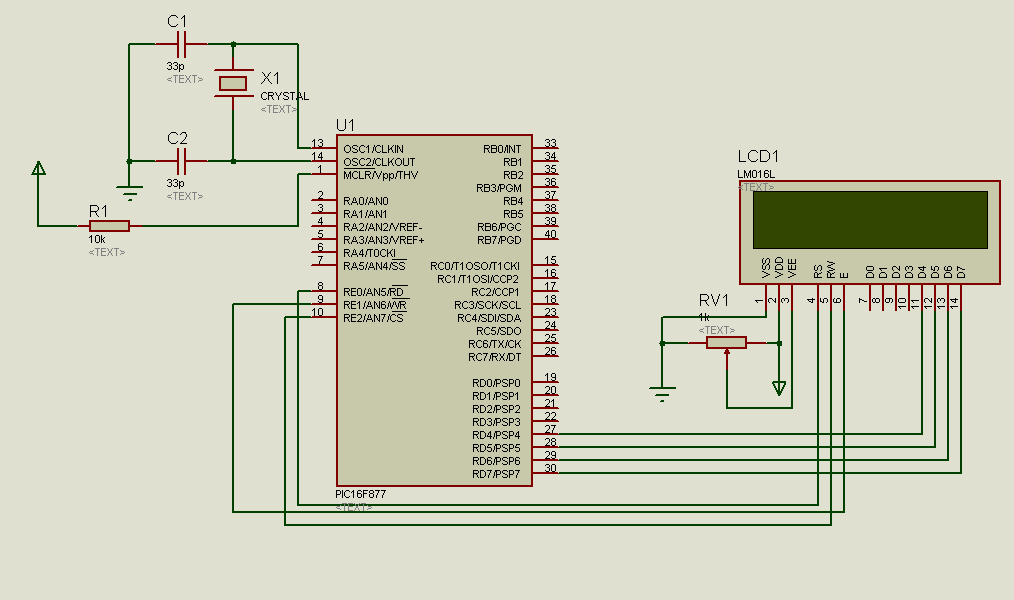 C1
33p
<TEXT>
X1
CRYSTAL
<TEXT>
C2
33p
<TEXT>
R1
10k
<TEXT>
U1
13 OSC1/CLKIN RB0/INT 33
14 OSC2/CLKOUT RB1 34
1 MCLR/Vpp/THV RB2 35
RB3/PGM 36
2 RA0/AN0 RB4 37
3 RA1/AN1 RB5 38
4 RA2/AN2/VREF- RB6/PGC 39
5 RA3/AN3/VREF+ RB7/PGD 40
6 RA4/T0CKI
7 RA5/AN4/SS RC0/T1OSO/T1CKI 15
RC1/T1OSI/CCP2 16
8 RE0/AN5/RD RC2/CCP1 17
9 RE1/AN6/WR RC3/SCK/SCL 18
10 RE2/AN7/CS RC4/SDI/SDA 23
RC5/SDO 24
RC6/TX/CK 25
RC7/RX/DT 26
RD0/PSP0 19
RD1/PSP1 20
RD2/PSP2 21
RD3/PSP3 22
RD4/PSP4 27
RD5/PSP5 28
RD6/PSP6 29
RD7/PSP7 30
PIC16F877
<TEXT>
LCD1
LM016L
<TEXT>
VSS VDD VEE RS RW E D0 D1 D2 D3 D4 D5 D6 D7
1 2 3 4 5 6 7 8 9 10 11 12 13 14
RV1
1k
<TEXT>